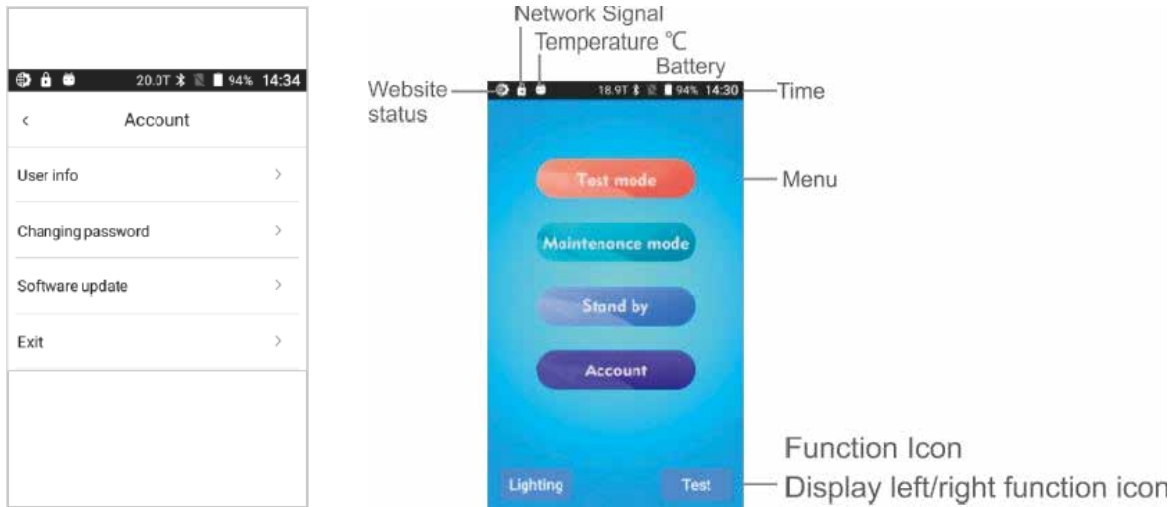 20.0T 94% 14:34
Account
User info
Changing password
Software update
Exit
Network Signal
Temperature ℃
Battery
Website status
18.9T 94% 14:30
Time
Test mode
Menu
Maintenance mode
Stand by
Account
Lighting
Test
Function Icon
Display left/right function icon